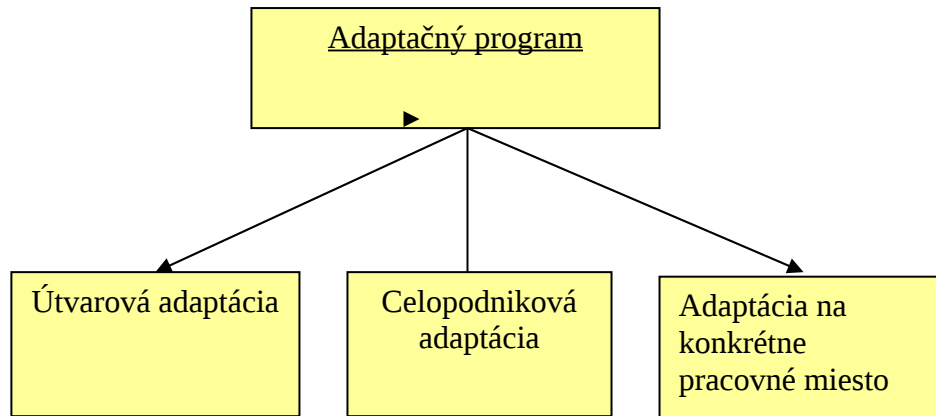 Adaptačný program
Útvarová adaptácia
Celopodniková
adaptácia
Adaptácia na
konkrétne
pracovné miesto